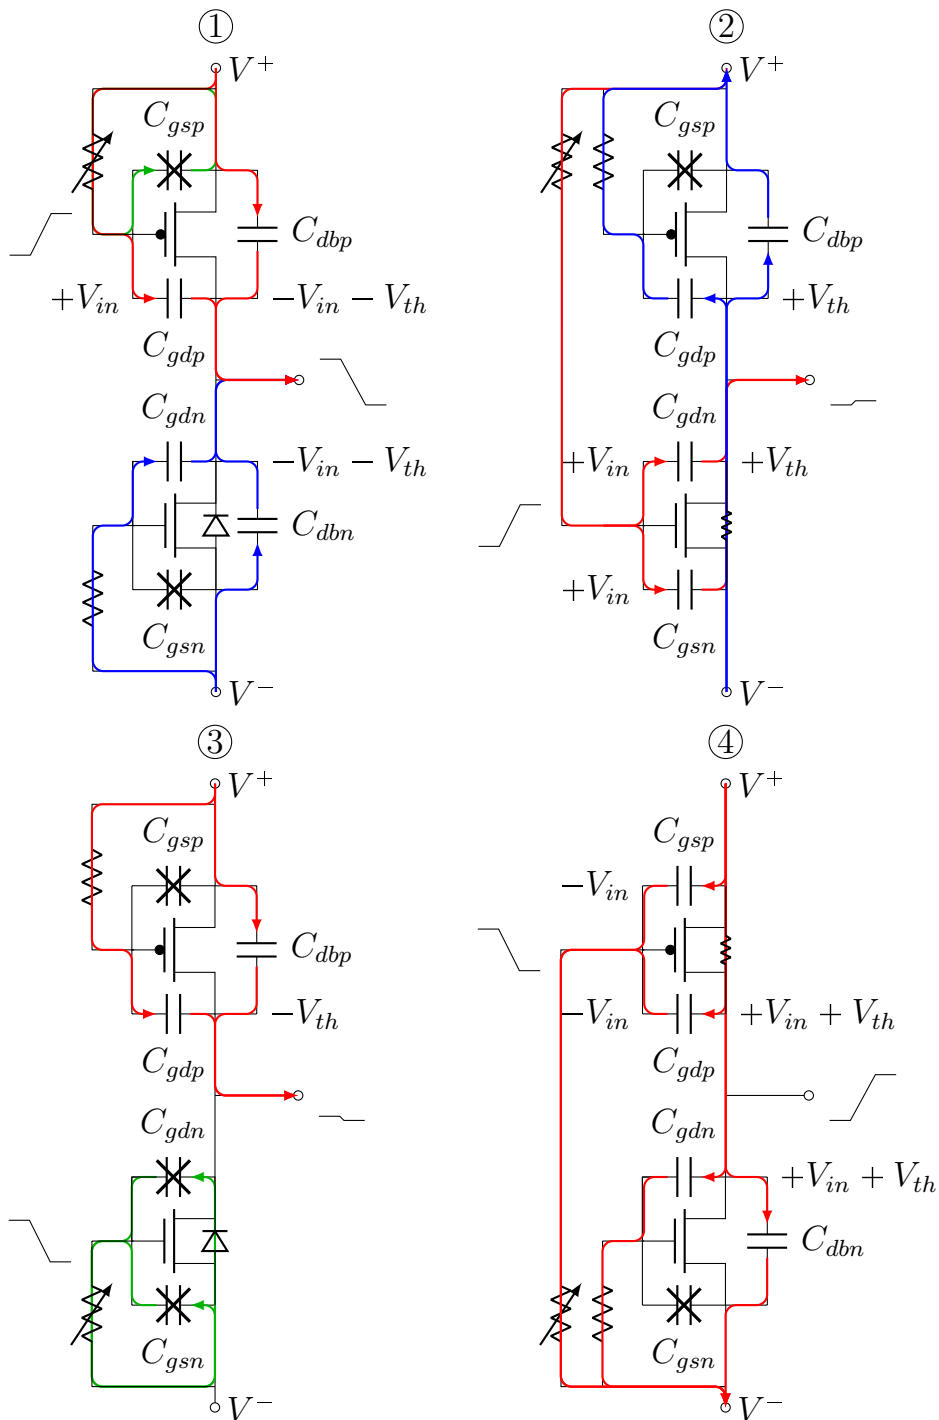 ① ②
V⁺ V⁺
C_gsp C_gsp
C_dbp C_dbp
+V_in −V_in − V_th +V_th
C_gdp C_gdp
C_gdn C_gdn
−V_in − V_th +V_in +V_th
C_dbn
+V_in
C_gsn C_gsn
V⁻ V⁻
③ ④
V⁺ V⁺
C_gsp C_gsp
−V_in
C_dbp
−V_th −V_in +V_in + V_th
C_gdp C_gdp
C_gdn C_gdn
+V_in + V_th
C_dbn
C_gsn C_gsn
V⁻ V⁻